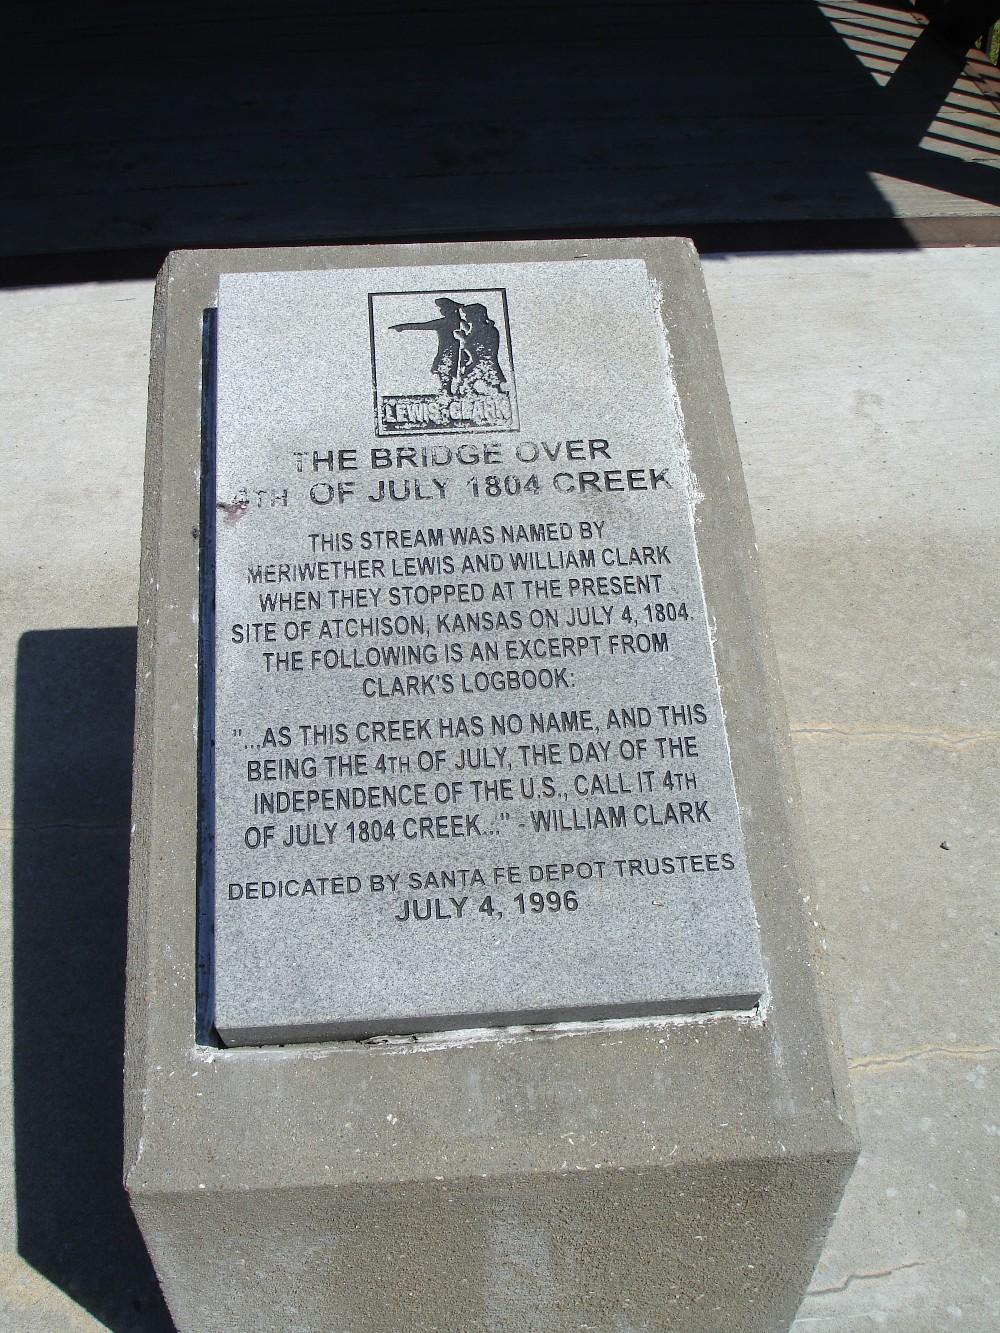 LEWIS & CLARK
THE BRIDGE OVER
4TH OF JULY 1804 CREEK
THIS STREAM WAS NAMED BY
MERIWETHER LEWIS AND WILLIAM CLARK
WHEN THEY STOPPED AT THE PRESENT
SITE OF ATCHISON, KANSAS ON JULY 4, 1804.
THE FOLLOWING IS AN EXCERPT FROM
CLARK'S LOGBOOK:
"...AS THIS CREEK HAS NO NAME, AND THIS
BEING THE 4TH OF JULY, THE DAY OF THE
INDEPENDENCE OF THE U.S., CALL IT 4TH
OF JULY 1804 CREEK..." - WILLIAM CLARK
DEDICATED BY SANTA FE DEPOT TRUSTEES
JULY 4, 1996